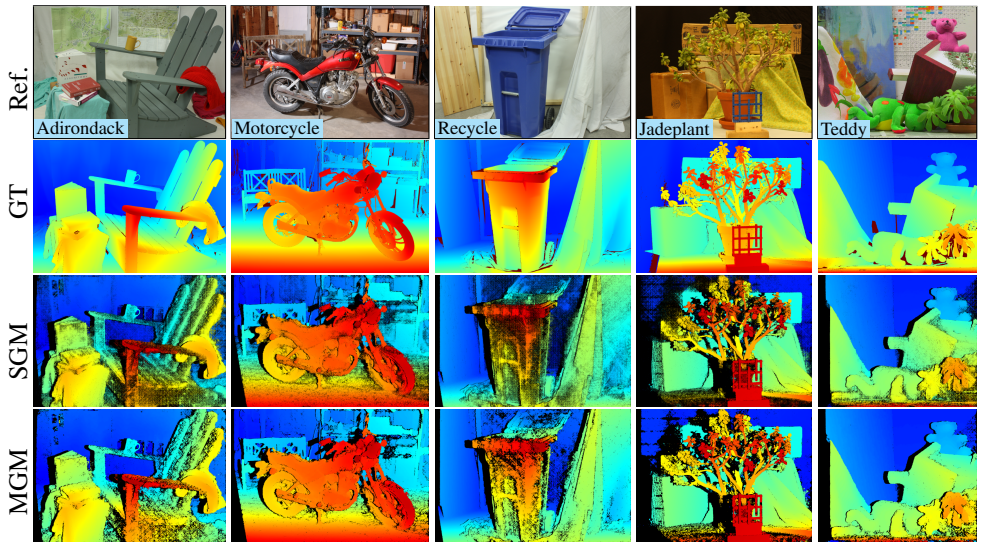 Ref.
Adirondack
Motorcycle
Recycle
Jadeplant
Teddy
GT
SGM
MGM